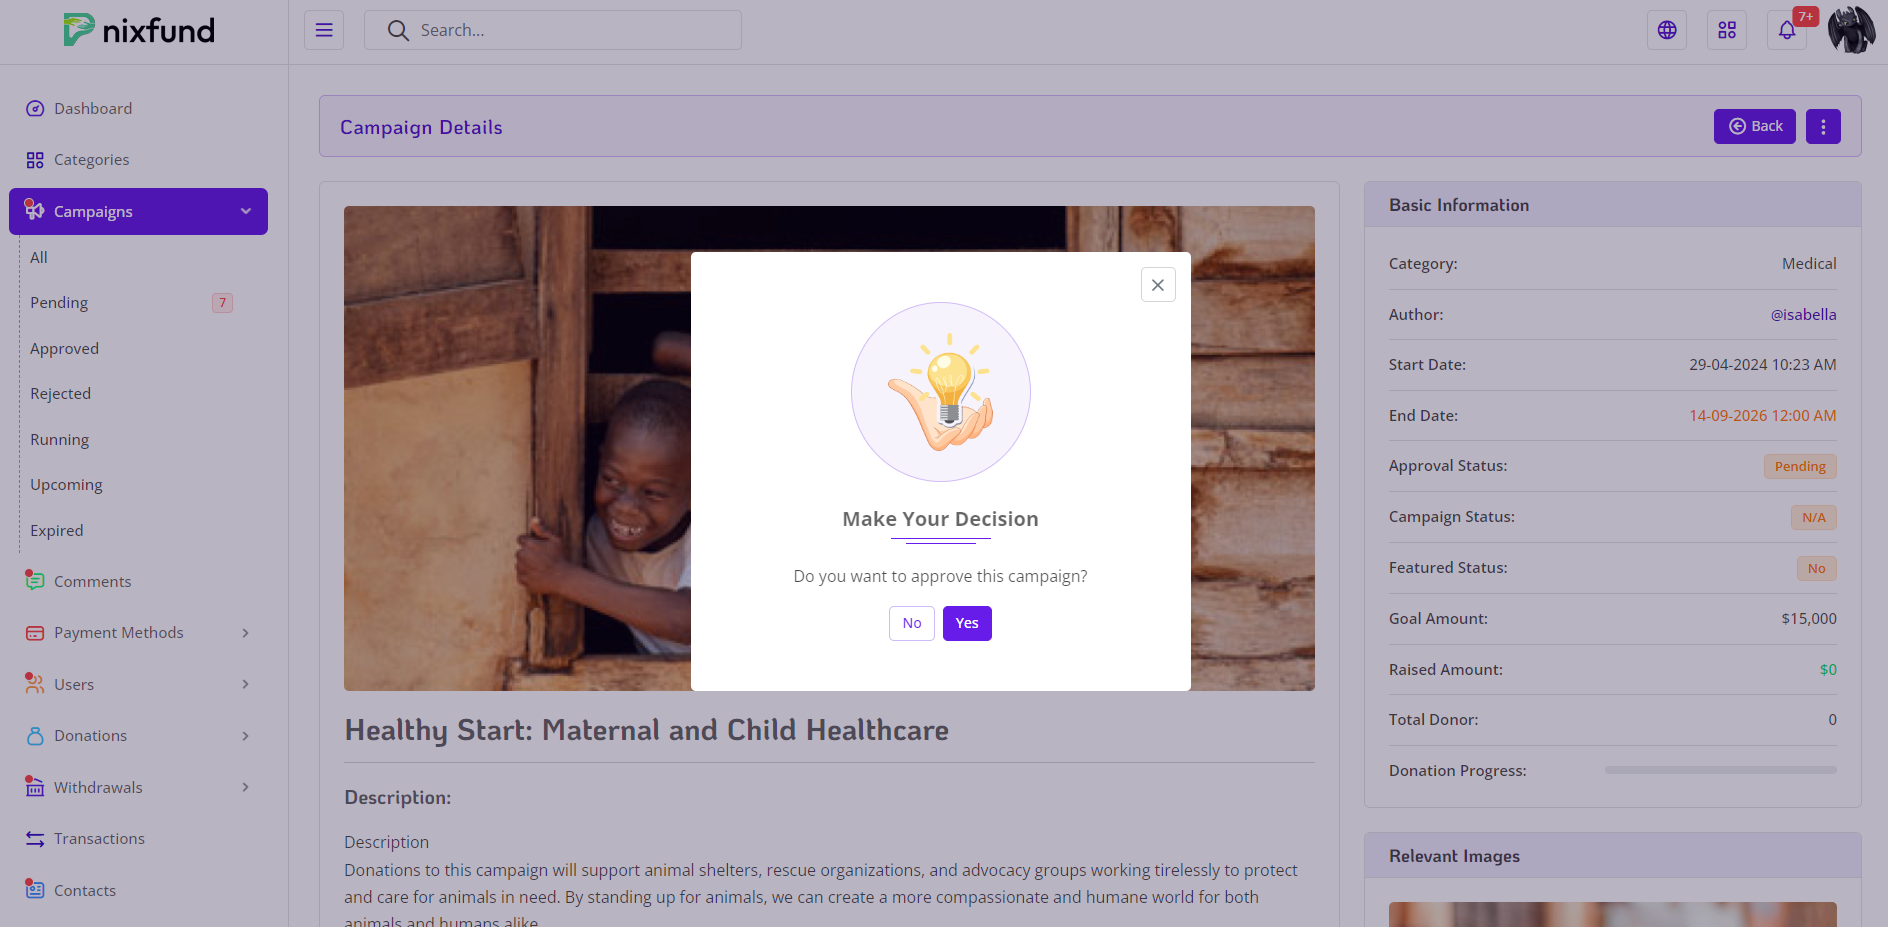 nixfund
Search...
7+
Dashboard
Categories
Campaigns
All
Pending
7
Approved
Rejected
Running
Upcoming
Expired
Comments
Payment Methods
Users
Donations
Withdrawals
Transactions
Contacts
Campaign Details
Back
Make Your Decision
Do you want to approve this campaign?
No
Yes
Healthy Start: Maternal and Child Healthcare
Description:
Description
Donations to this campaign will support animal shelters, rescue organizations, and advocacy groups working tirelessly to protect
and care for animals in need. By standing up for animals, we can create a more compassionate and humane world for both
animals and humans alike.
Basic Information
Category: Medical
Author: @isabella
Start Date: 29-04-2024 10:23 AM
End Date: 14-09-2026 12:00 AM
Approval Status: Pending
Campaign Status: N/A
Featured Status: No
Goal Amount: $15,000
Raised Amount: $0
Total Donor: 0
Donation Progress:
Relevant Images